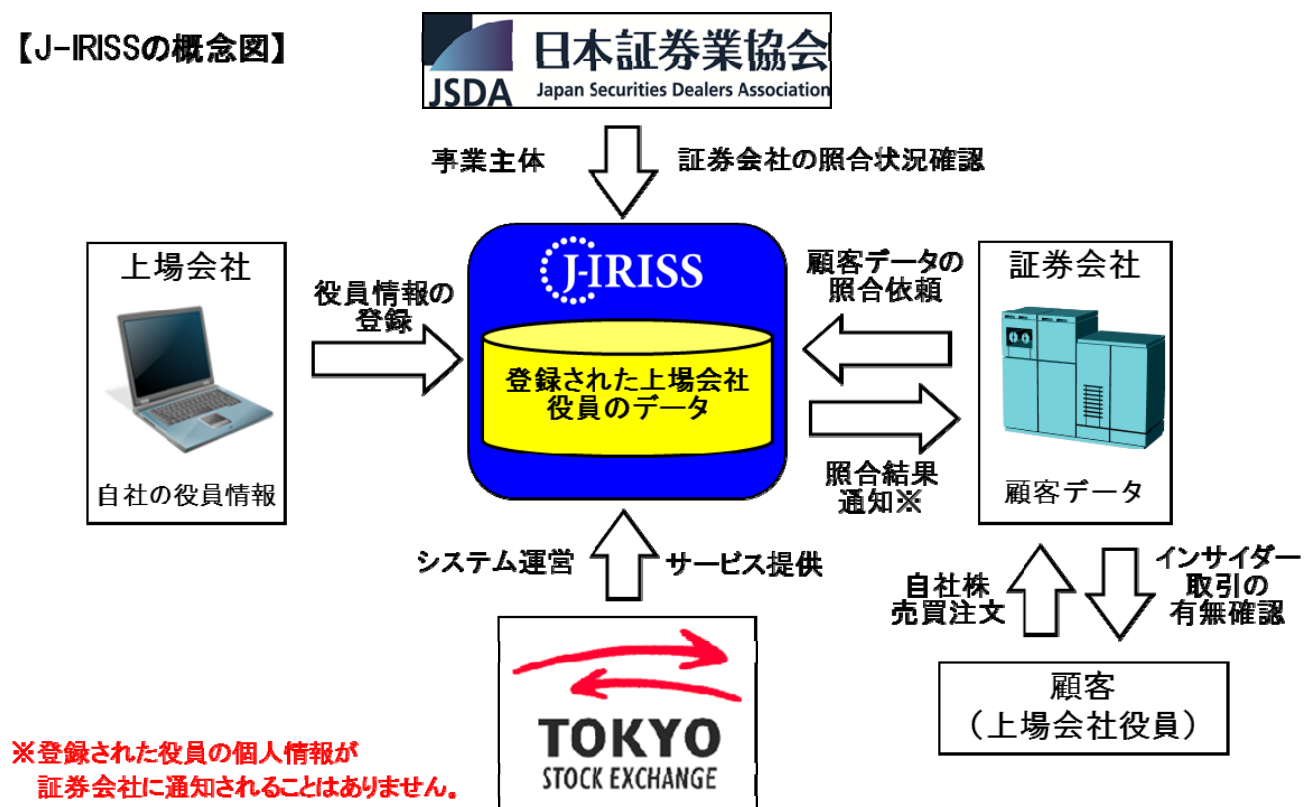 【J-IRISSの概念図】
JSDA
日本証券業協会
Japan Securities Dealers Association
事業主体
証券会社の照合状況確認
上場会社
自社の役員情報
役員情報の
登録
J-IRISS
登録された上場会社
役員のデータ
顧客データの
照合依頼
照合結果
通知※
証券会社
顧客データ
システム運営
サービス提供
自社株
売買注文
インサイダー
取引の
有無確認
TOKYO
STOCK EXCHANGE
顧客
（上場会社役員）
※登録された役員の個人情報が
証券会社に通知されることはありません。